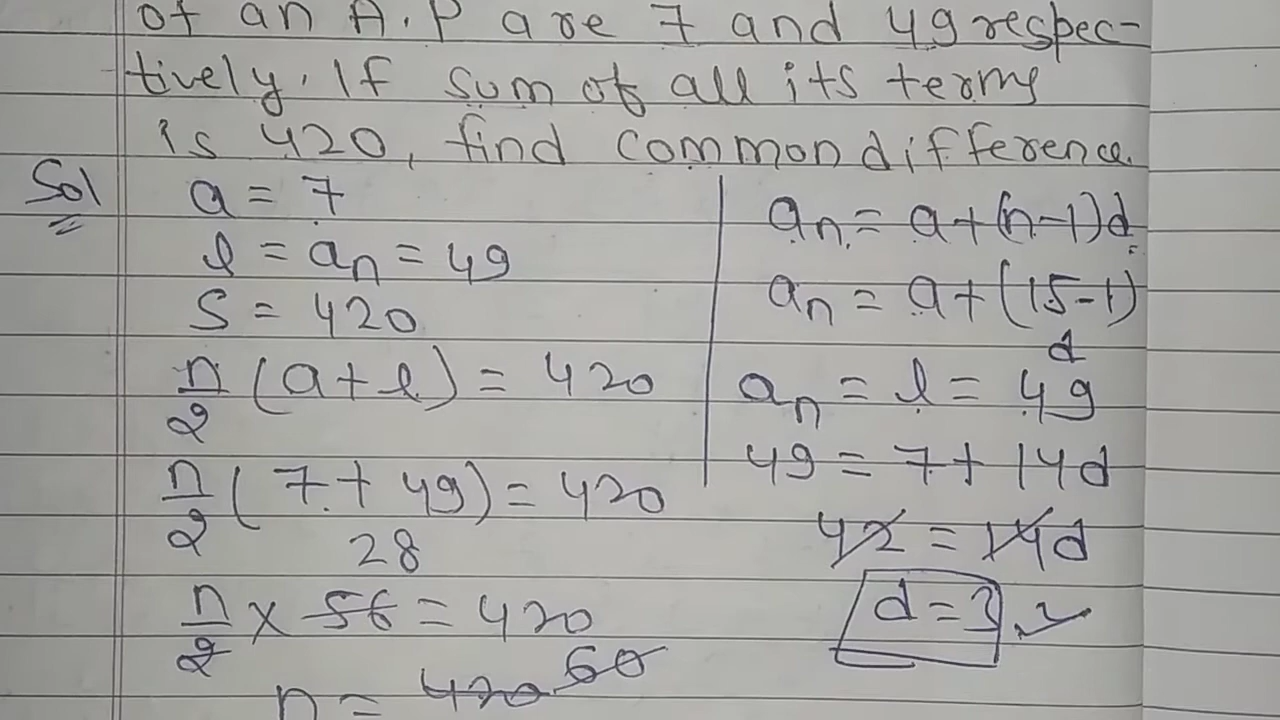 of an A.P are 7 and 49 respec-
tively. If sum of all its terms
is 420, find common difference.
Sol
a = 7
l = an = 49
S = 420
n/2 (a+l) = 420
n/2 (7+49) = 420
28
n/2 × 56 = 420
60
n = 420
an = a+(n-1)d
an = a+(15-1)
d
an = l = 49
49 = 7+14d
42 = 14d
d = 3